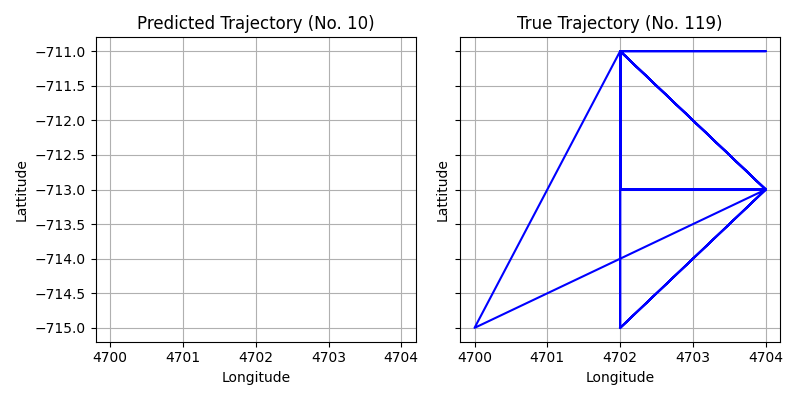 Predicted Trajectory (No. 10)
True Trajectory (No. 119)
Lattitude
−711.0
−711.5
−712.0
−712.5
−713.0
−713.5
−714.0
−714.5
−715.0
4700 4701 4702 4703 4704
Longitude
Lattitude
4700 4701 4702 4703 4704
Longitude